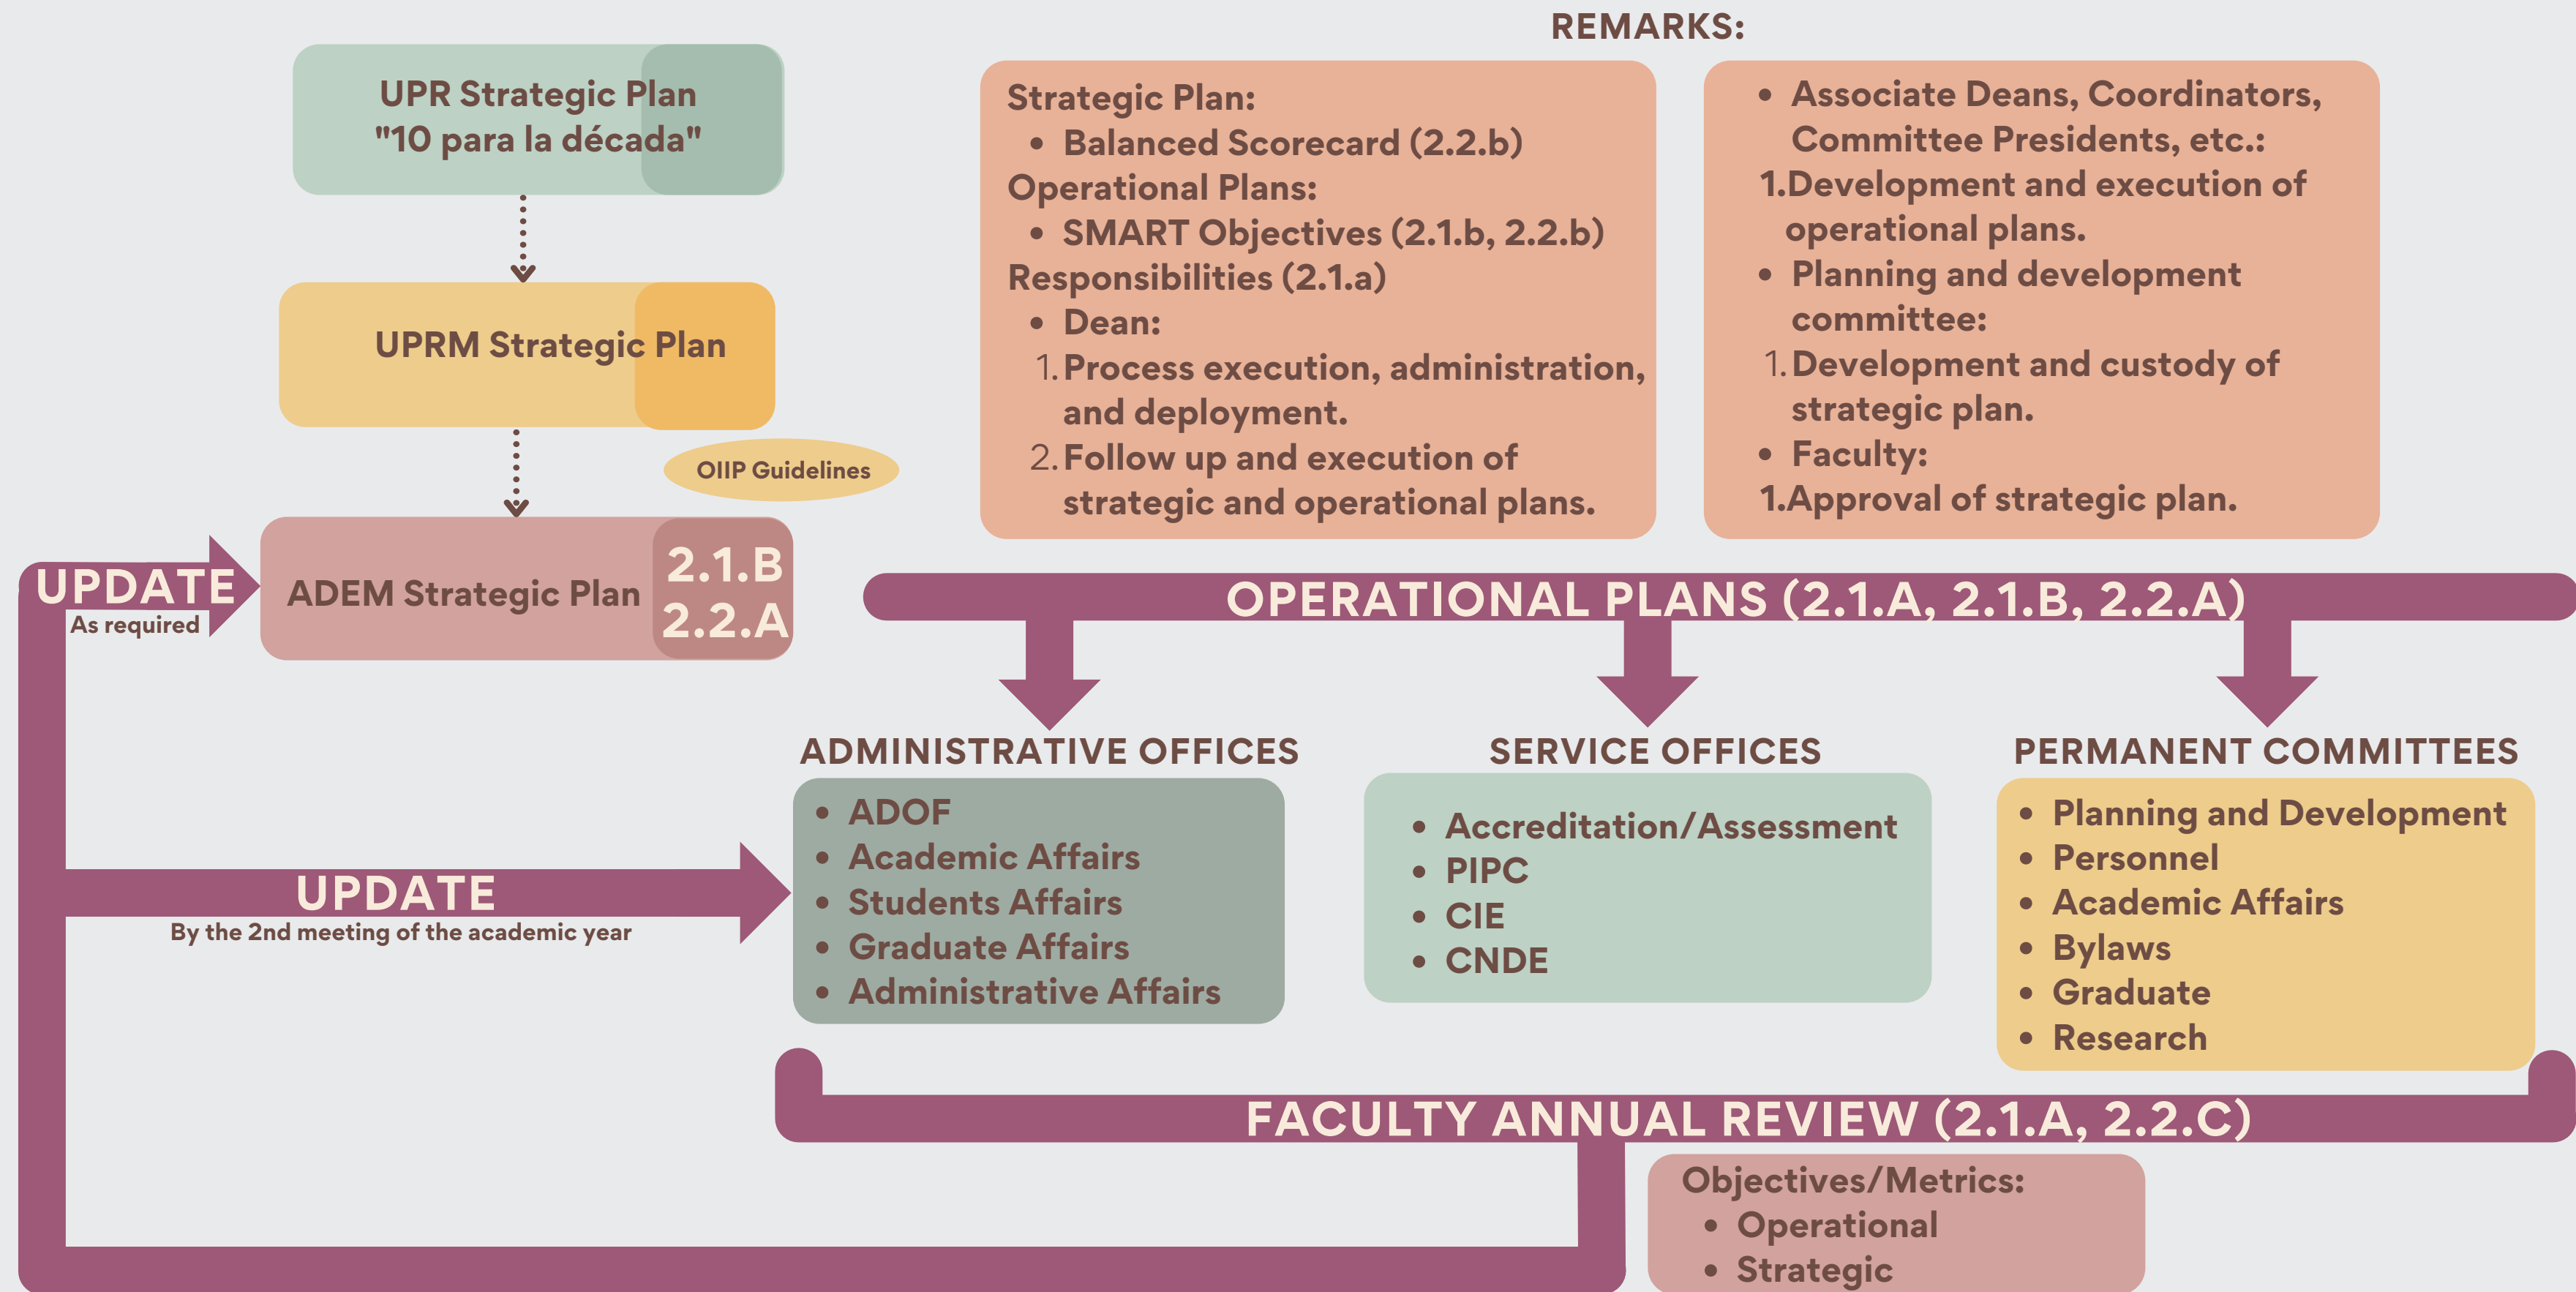 REMARKS:
UPR Strategic Plan
"10 para la década"
UPRM Strategic Plan
OIIP Guidelines
ADEM Strategic Plan
2.1.B
2.2.A
UPDATE
As required
Strategic Plan:
• Balanced Scorecard (2.2.b)
Operational Plans:
• SMART Objectives (2.1.b, 2.2.b)
Responsibilities (2.1.a)
• Dean:
1. Process execution, administration,
and deployment.
2. Follow up and execution of
strategic and operational plans.
• Associate Deans, Coordinators,
Committee Presidents, etc.:
1.Development and execution of
operational plans.
• Planning and development
committee:
1. Development and custody of
strategic plan.
• Faculty:
1.Approval of strategic plan.
OPERATIONAL PLANS (2.1.A, 2.1.B, 2.2.A)
ADMINISTRATIVE OFFICES
• ADOF
• Academic Affairs
• Students Affairs
• Graduate Affairs
• Administrative Affairs
SERVICE OFFICES
• Accreditation/Assessment
• PIPC
• CIE
• CNDE
PERMANENT COMMITTEES
• Planning and Development
• Personnel
• Academic Affairs
• Bylaws
• Graduate
• Research
UPDATE
By the 2nd meeting of the academic year
FACULTY ANNUAL REVIEW (2.1.A, 2.2.C)
Objectives/Metrics:
• Operational
• Strategic